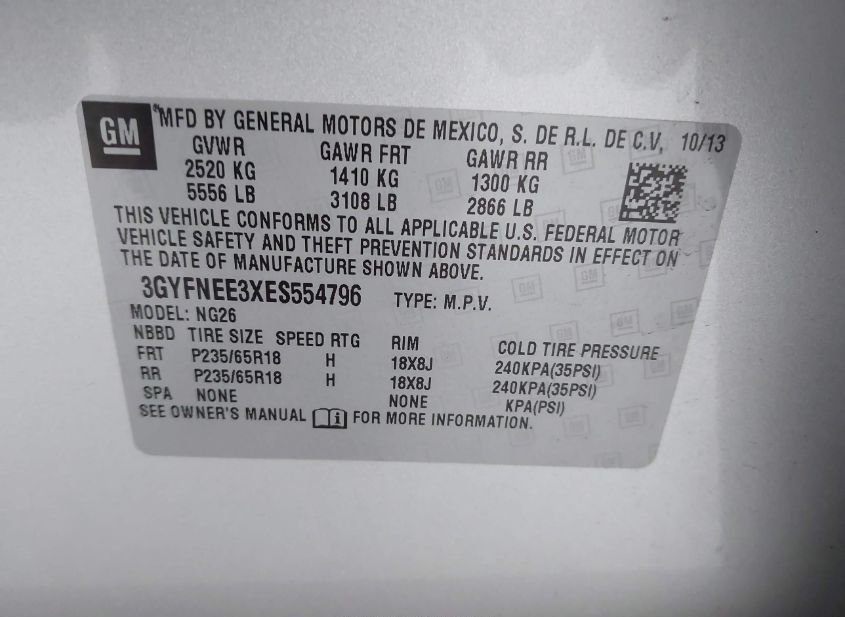 GM
MFD BY GENERAL MOTORS DE MEXICO, S. DE R.L. DE C.V, 10/13
GVWR GAWR FRT GAWR RR
2520 KG 1410 KG 1300 KG
5556 LB 3108 LB 2866 LB
THIS VEHICLE CONFORMS TO ALL APPLICABLE U.S. FEDERAL MOTOR
VEHICLE SAFETY AND THEFT PREVENTION STANDARDS IN EFFECT ON
THE DATE OF MANUFACTURE SHOWN ABOVE.
3GYFNEE3XES554796 TYPE: M.P.V.
MODEL: NG26
NBBD TIRE SIZE SPEED RTG RIM COLD TIRE PRESSURE
FRT P235/65R18 H 18X8J 240KPA(35PSI)
RR P235/65R18 H 18X8J 240KPA(35PSI)
SPA NONE NONE KPA(PSI)
SEE OWNER'S MANUAL FOR MORE INFORMATION.